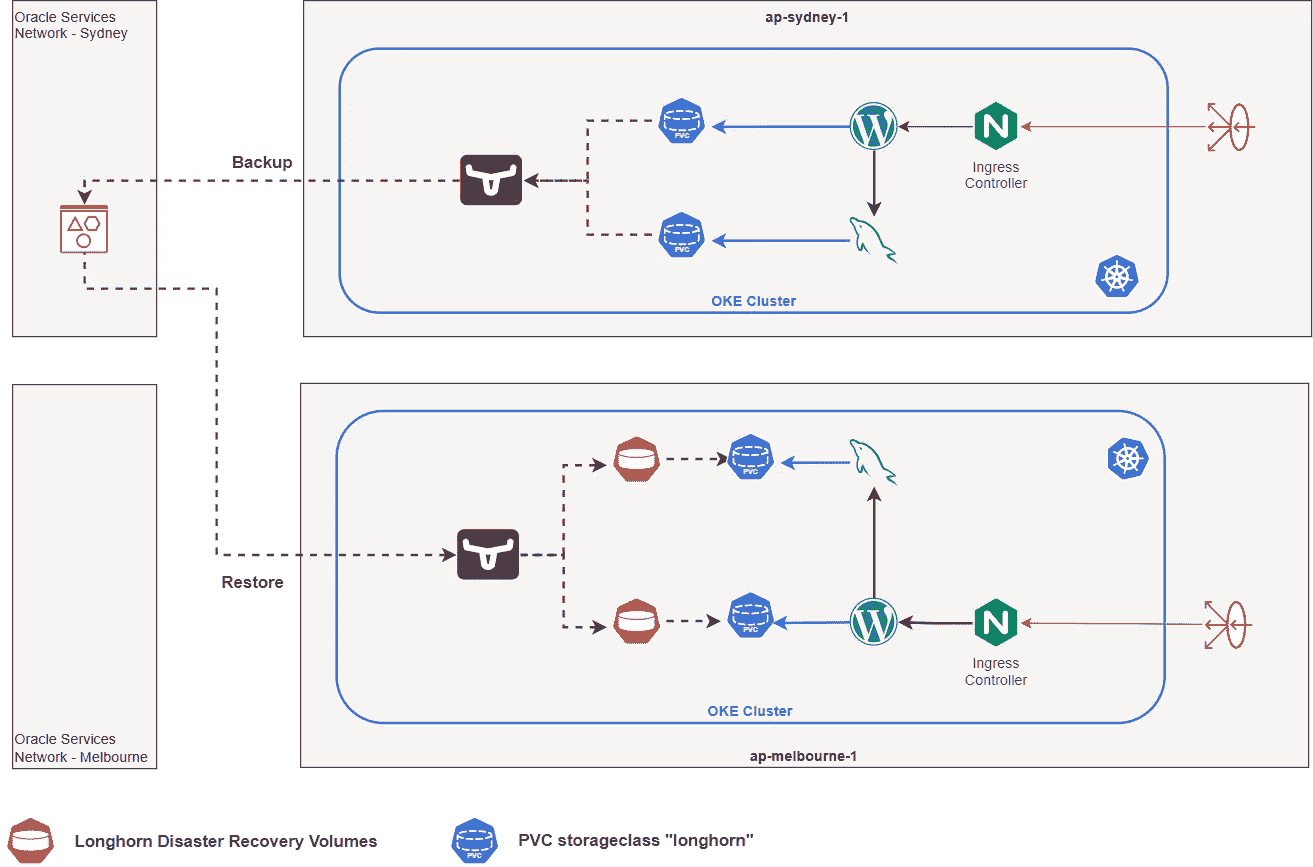 Oracle Services
Network - Sydney
ap-sydney-1
PVC
W
N
Ingress
Controller
Backup
PVC
OKE Cluster
PVC
Restore
PVC
W
N
Ingress
Controller
OKE Cluster
Oracle Services
Network - Melbourne
ap-melbourne-1
Longhorn Disaster Recovery Volumes
PVC
PVC storageclass "longhorn"